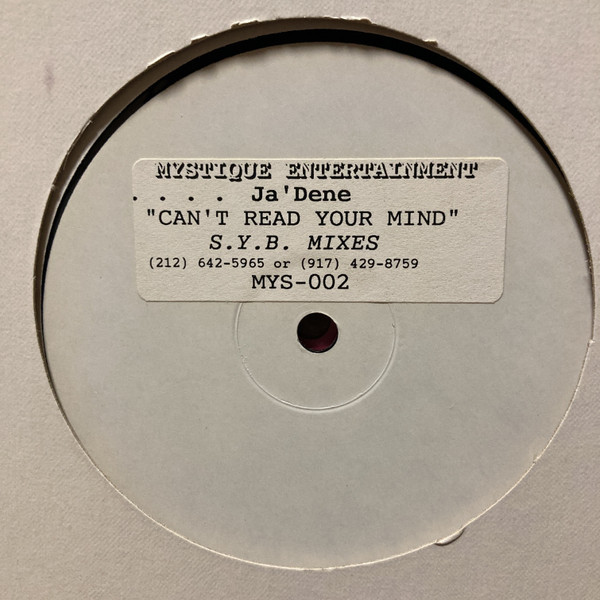 MYSTIQUE ENTERTAINMENT
. . . . Ja'Dene
"CAN'T READ YOUR MIND"
S.Y.B. MIXES
(212) 642-5965 or (917) 429-8759
MYS-002